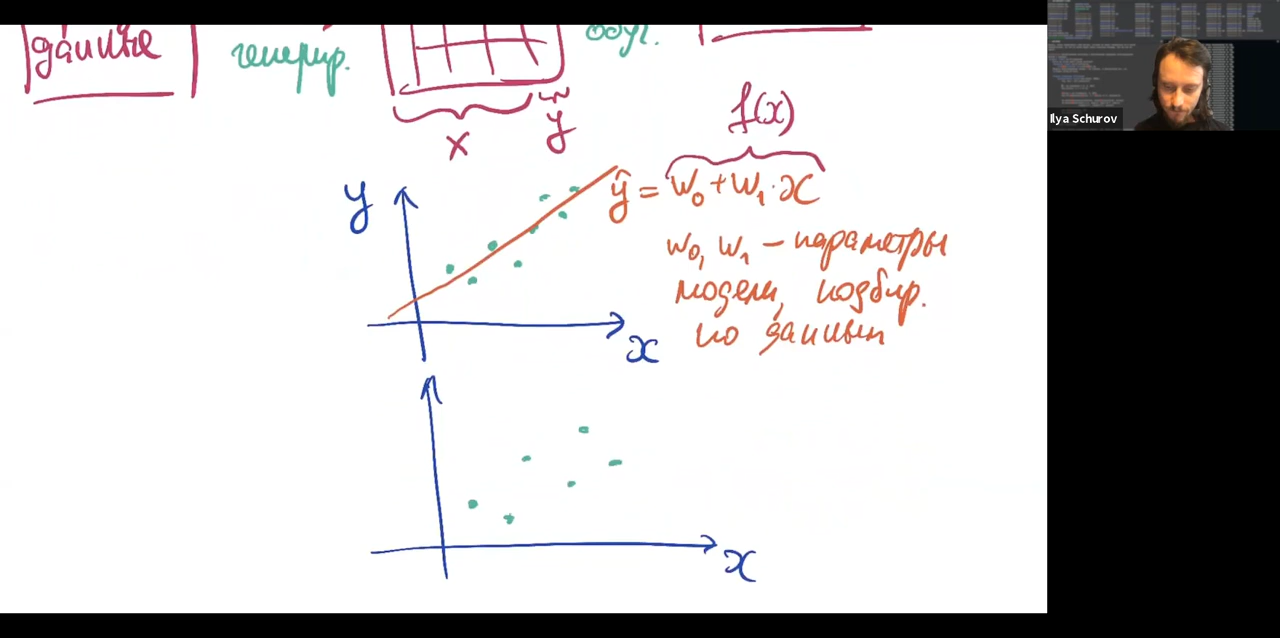 данные
генерир.
обуч.
x
y
f(x)
y
ŷ = w₀ + w₁·x
w₀, w₁ – параметры
модели, подбир.
по данным
x
x
Ilya Schurov